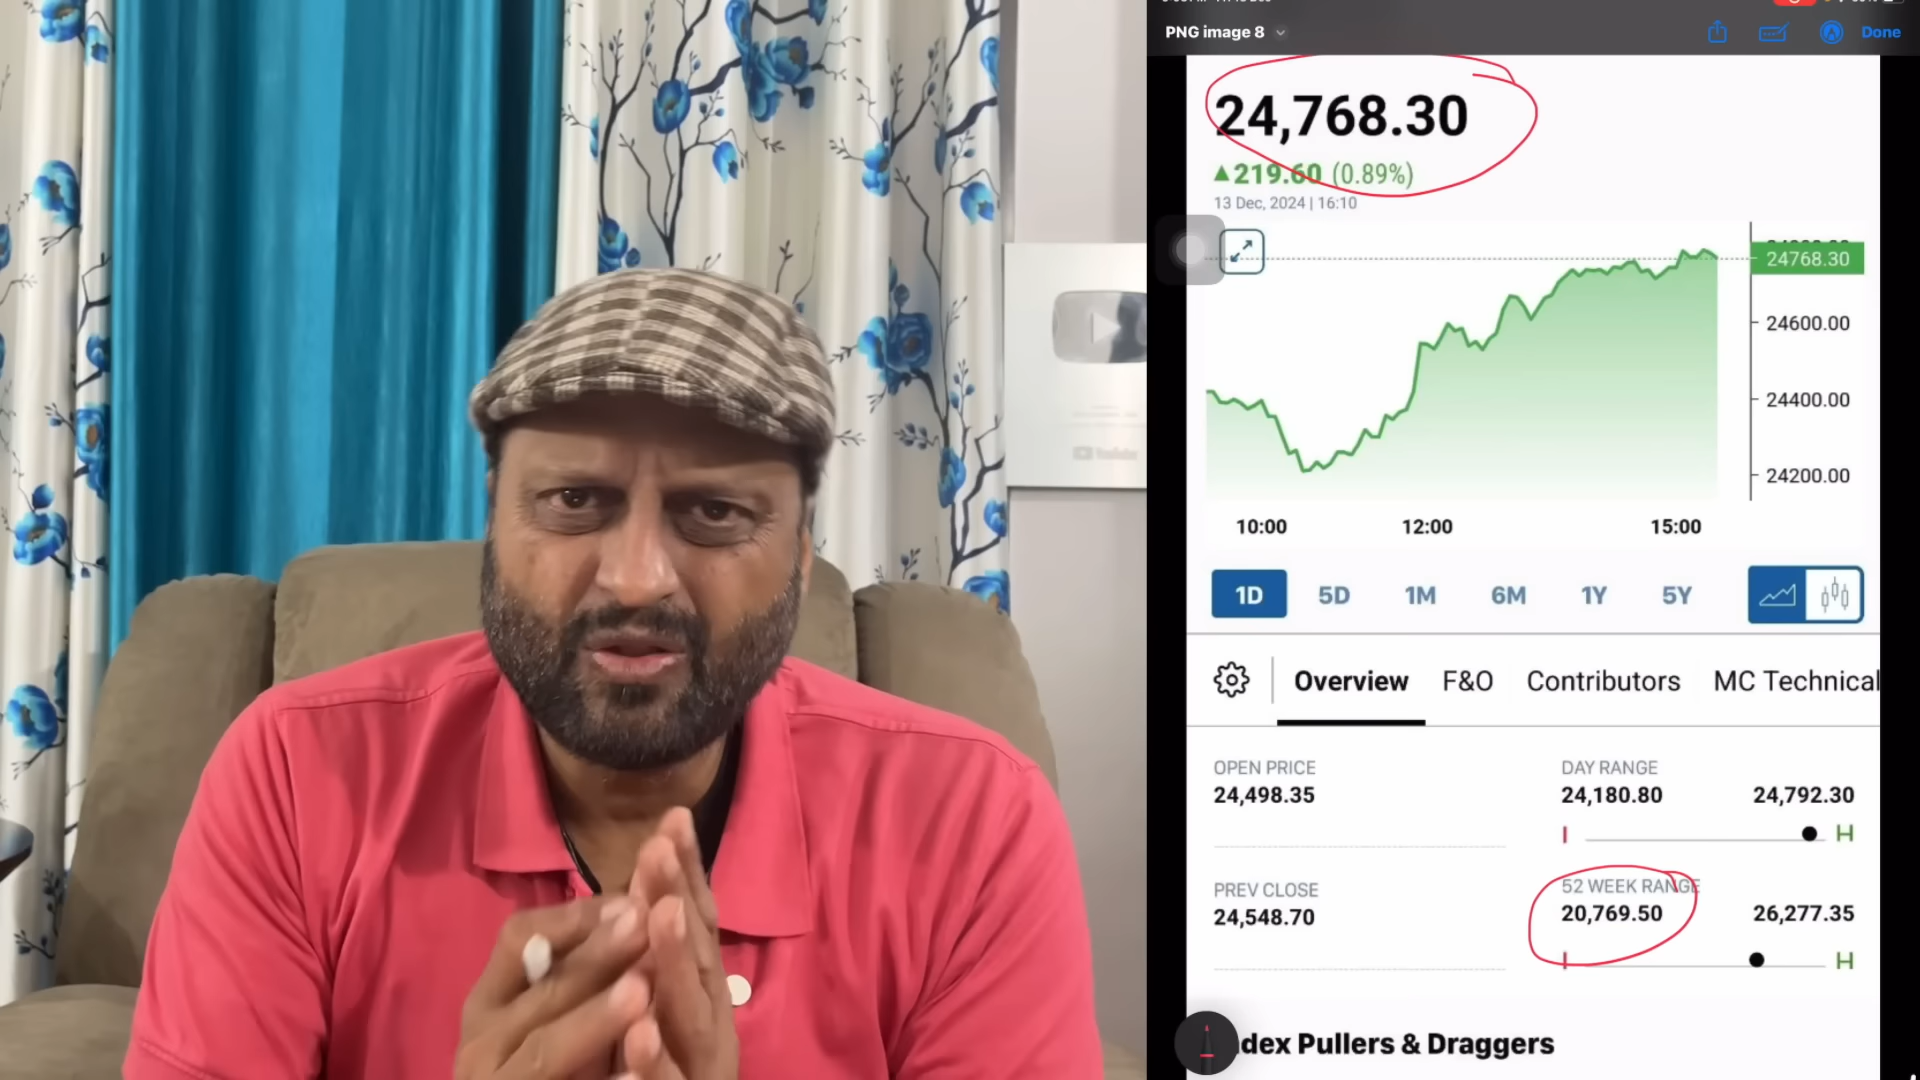 PNG image 8
Done
24,768.30
▲219.60 (0.89%)
13 Dec, 2024 | 16:10
24768.30
24600.00
24400.00
24200.00
10:00 12:00 15:00
1D 5D 1M 6M 1Y 5Y
Overview F&O Contributors MC Technical
OPEN PRICE
24,498.35
DAY RANGE
24,180.80 24,792.30
H
PREV CLOSE
24,548.70
52 WEEK RANGE
20,769.50 26,277.35
H
dex Pullers & Draggers
YouTube